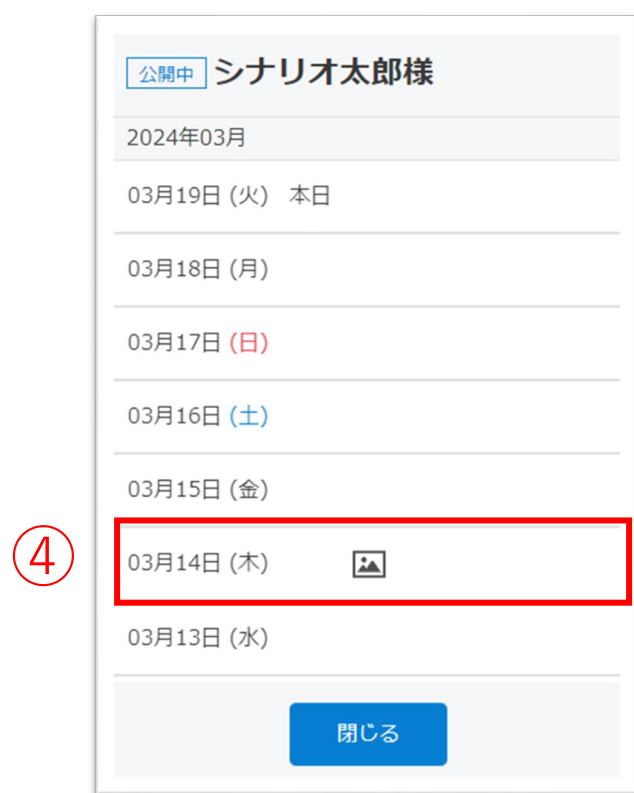 公開中 シナリオ太郎様
2024年03月
03月19日 (火) 本日
03月18日 (月)
03月17日 (日)
03月16日 (土)
03月15日 (金)
④
03月14日 (木)
03月13日 (水)
閉じる